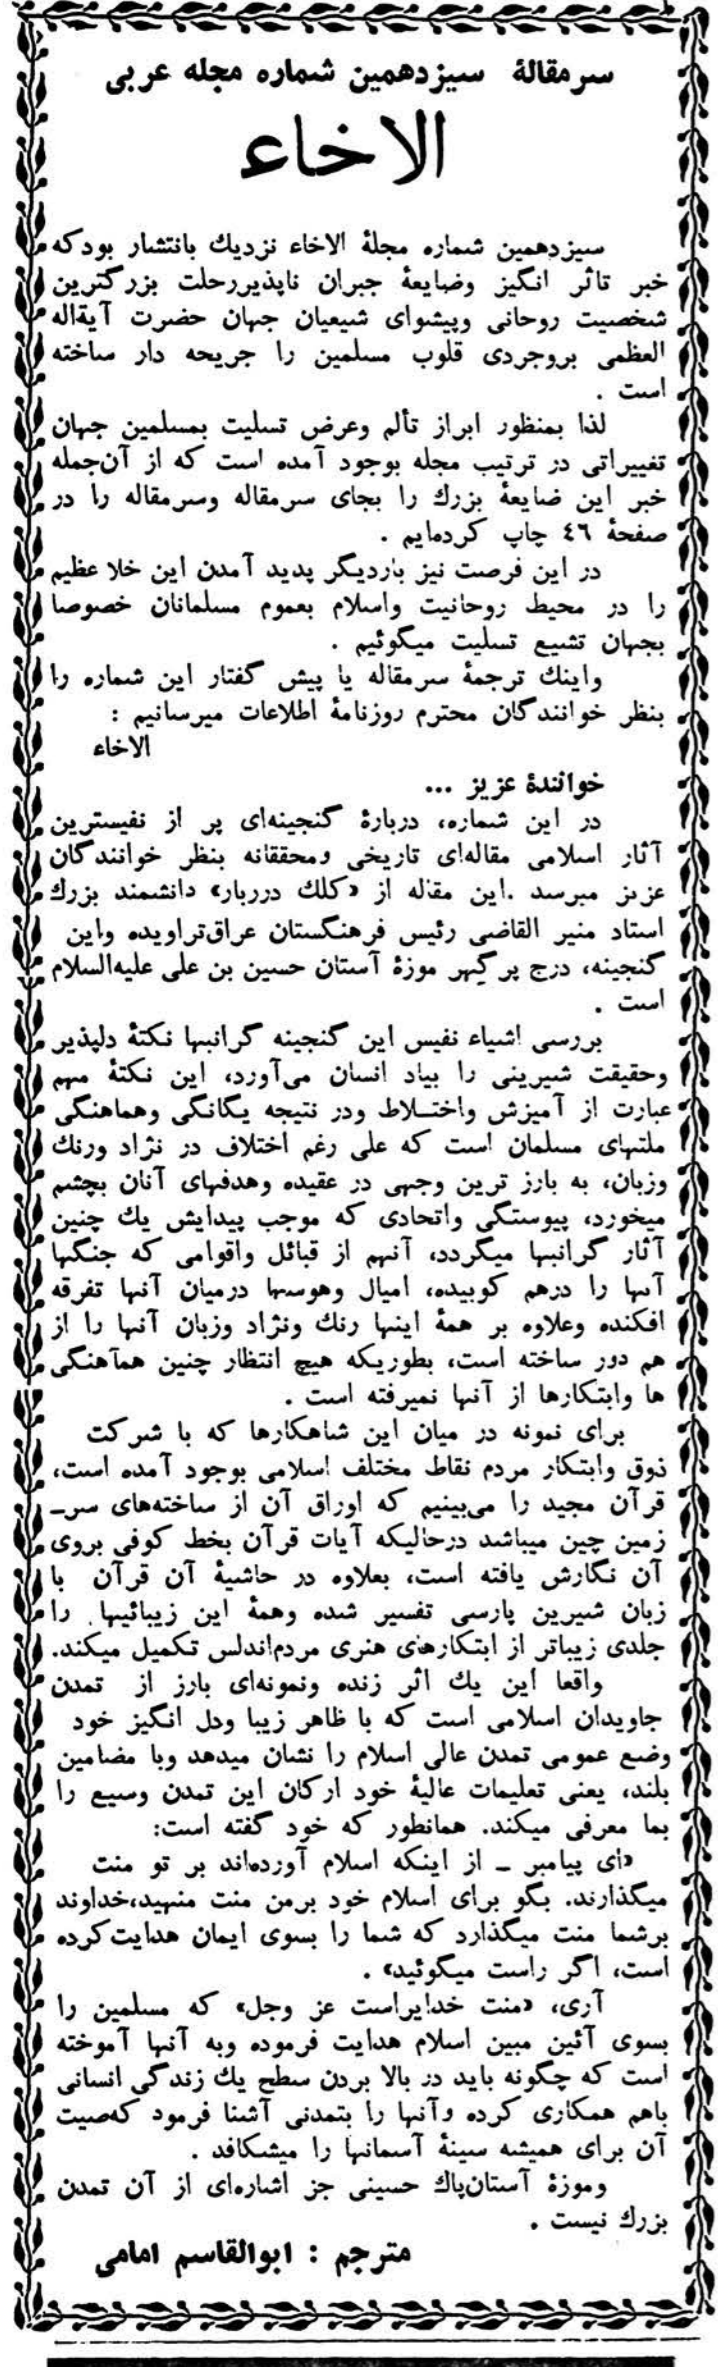 سرمقالهٔ سیزدهمین شماره مجله عربی
الاخاء
سیزدهمین شماره مجلهٔ الاخاء نزدیك بانتشار بودکه
خبر تاثر انگیز وضایعهٔ جبران ناپذیررحلت بزرگترین
شخصیت روحانی وپیشوای شیعیان جهان حضرت آیةاله
العظمی بروجردی قلوب مسلمین را جریحه دار ساخته
است .
لذا بمنظور ابراز تألم وعرض تسلیت بمسلمین جهان
تغییراتی در ترتیب مجله بوجود آمده است که از آن‌جمله
خبر این ضایعهٔ بزرك را بجای سرمقاله وسرمقاله را در
صفحهٔ ٤٦ چاپ کرده‌ایم .
در این فرصت نیز باردیگر پدید آمدن این خلا عظیم
را در محیط روحانیت واسلام بعموم مسلمانان خصوصا
بجهان تشیع تسلیت میگوئیم .
واینك ترجمهٔ سرمقاله یا پیش گفتار این شماره را
بنظر خوانندگان محترم روزنامهٔ اطلاعات میرسانیم :
الاخاء
خوانندهٔ عزیز ...
در این شماره، دربارهٔ گنجینه‌ای پر از نفیسترین
آثار اسلامی مقاله‌ای تاریخی ومحققانه بنظر خوانندگان
عزیز میرسد .این مقاله از «کلك درربار» دانشمند بزرك
استاد منیر القاضی رئیس فرهنگستان عراق‌تراویده واین
گنجینه، درج پر گهر موزهٔ آستان حسین بن علی علیه‌السلام
است .
بررسی اشیاء نفیس این گنجینه گرانبها نکتهٔ دلپذیر
وحقیقت شیرینی را بیاد انسان می‌آورد، این نکتهٔ مهم
عبارت از آمیزش واختــلاط ودر نتیجه یگانگی وهماهنگی
ملتهای مسلمان است که علی رغم اختلاف در نژاد ورنك
وزبان، به بارز ترین وجهی در عقیده وهدفهای آنان بچشم
میخورد، پیوستگی واتحادی که موجب پیدایش یك چنین
آثار گرانبها میگردد، آنهم از قبائل واقوامی که جنگها
آنها را درهم کوبیده، امیال وهوسها درمیان آنها تفرقه
افکنده وعلاوه بر همهٔ اینها رنك ونژاد وزبان آنها را از
هم دور ساخته است، بطوریکه هیچ انتظار چنین همآهنگی
ها وابتکارها از آنها نمیرفته است .
برای نمونه در میان این شاهکارها که با شرکت
ذوق وابتکار مردم نقاط مختلف اسلامی بوجود آمده است،
قرآن مجید را می‌بینیم که اوراق آن از ساخته‌های سرـ
زمین چین میباشد درحالیکه آیات قرآن بخط کوفی بروی
آن نگارش یافته است، بعلاوه در حاشیهٔ آن قرآن با
زبان شیرین پارسی تفسیر شده وهمهٔ این زیبائیها را
جلدی زیباتر از ابتکارهای هنری مردم‌اندلس تکمیل میکند.
واقعا این یك اثر زنده ونمونه‌ای بارز از تمدن
جاویدان اسلامی است که با ظاهر زیبا ودل انگیز خود
وضع عمومی تمدن عالی اسلام را نشان میدهد وبا مضامین
بلند، یعنی تعلیمات عالیهٔ خود ارکان این تمدن وسیع را
بما معرفی میکند. همانطور که خود گفته است:
«ای پیامبر ـ از اینکه اسلام آورده‌اند بر تو منت
میگذارند. بگو برای اسلام خود برمن منت منهید،خداوند
برشما منت میگذارد که شما را بسوی ایمان هدایت‌کرده
است، اگر راست میگوئید» .
آری، «منت خدایراست عز وجل» که مسلمین را
بسوی آئین مبین اسلام هدایت فرموده وبه آنها آموخته
است که چگونه باید در بالا بردن سطح یك زندگی انسانی
باهم همکاری کرده وآنها را بتمدنی آشنا فرمود که‌صیت
آن برای همیشه سینهٔ آسمانها را میشکافد .
وموزهٔ آستان‌پاك حسینی جز اشاره‌ای از آن تمدن
بزرك نیست .
مترجم : ابوالقاسم امامی